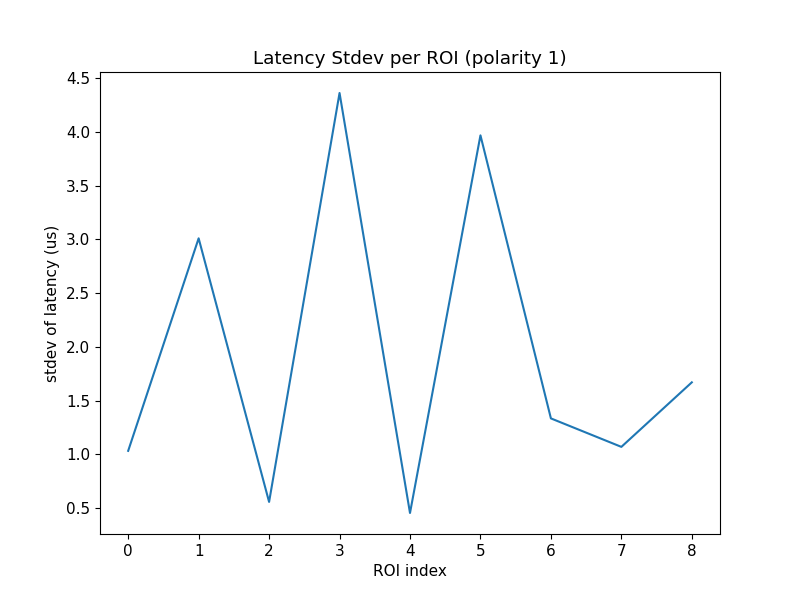 Latency Stdev per ROI (polarity 1)
stdev of latency (us)
4.5
4.0
3.5
3.0
2.5
2.0
1.5
1.0
0.5
0 1 2 3 4 5 6 7 8
ROI index